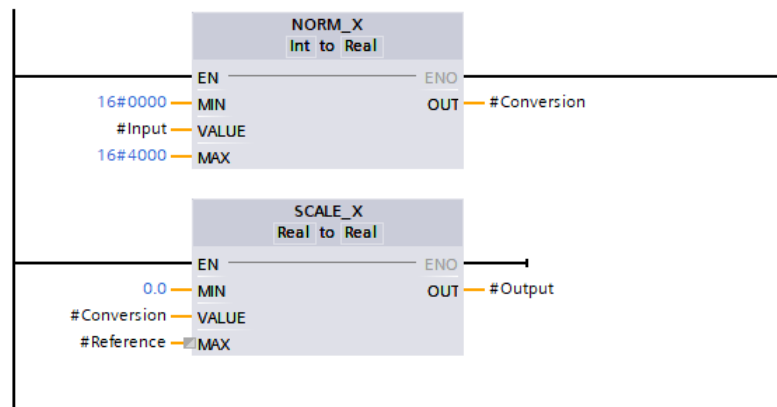 NORM_X
Int to Real
EN ENO
16#0000 MIN OUT #Conversion
#Input VALUE
16#4000 MAX
SCALE_X
Real to Real
EN ENO
0.0 MIN OUT #Output
#Conversion VALUE
#Reference MAX